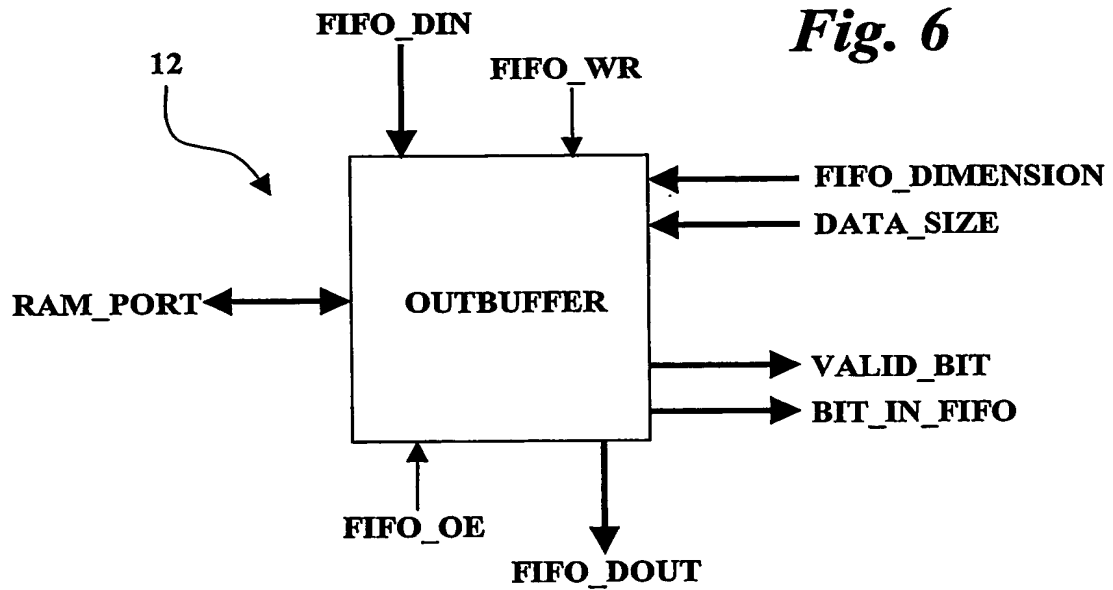 Fig. 6
FIFO_DIN
12
FIFO_WR
FIFO_DIMENSION
DATA_SIZE
RAM_PORT
OUTBUFFER
VALID_BIT
BIT_IN_FIFO
FIFO_OE
FIFO_DOUT